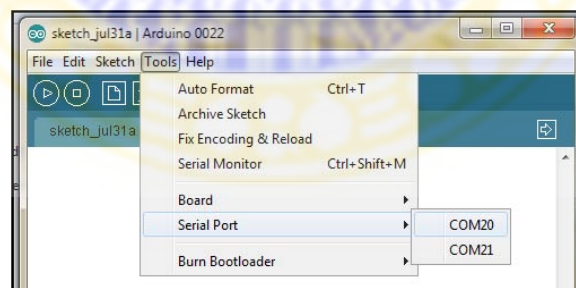 sketch_jul31a | Arduino 0022
File Edit Sketch Tools Help
Auto Format Ctrl+T
sketch_jul31a
Archive Sketch
Fix Encoding & Reload
Serial Monitor Ctrl+Shift+M
Board
Serial Port
COM20
COM21
Burn Bootloader